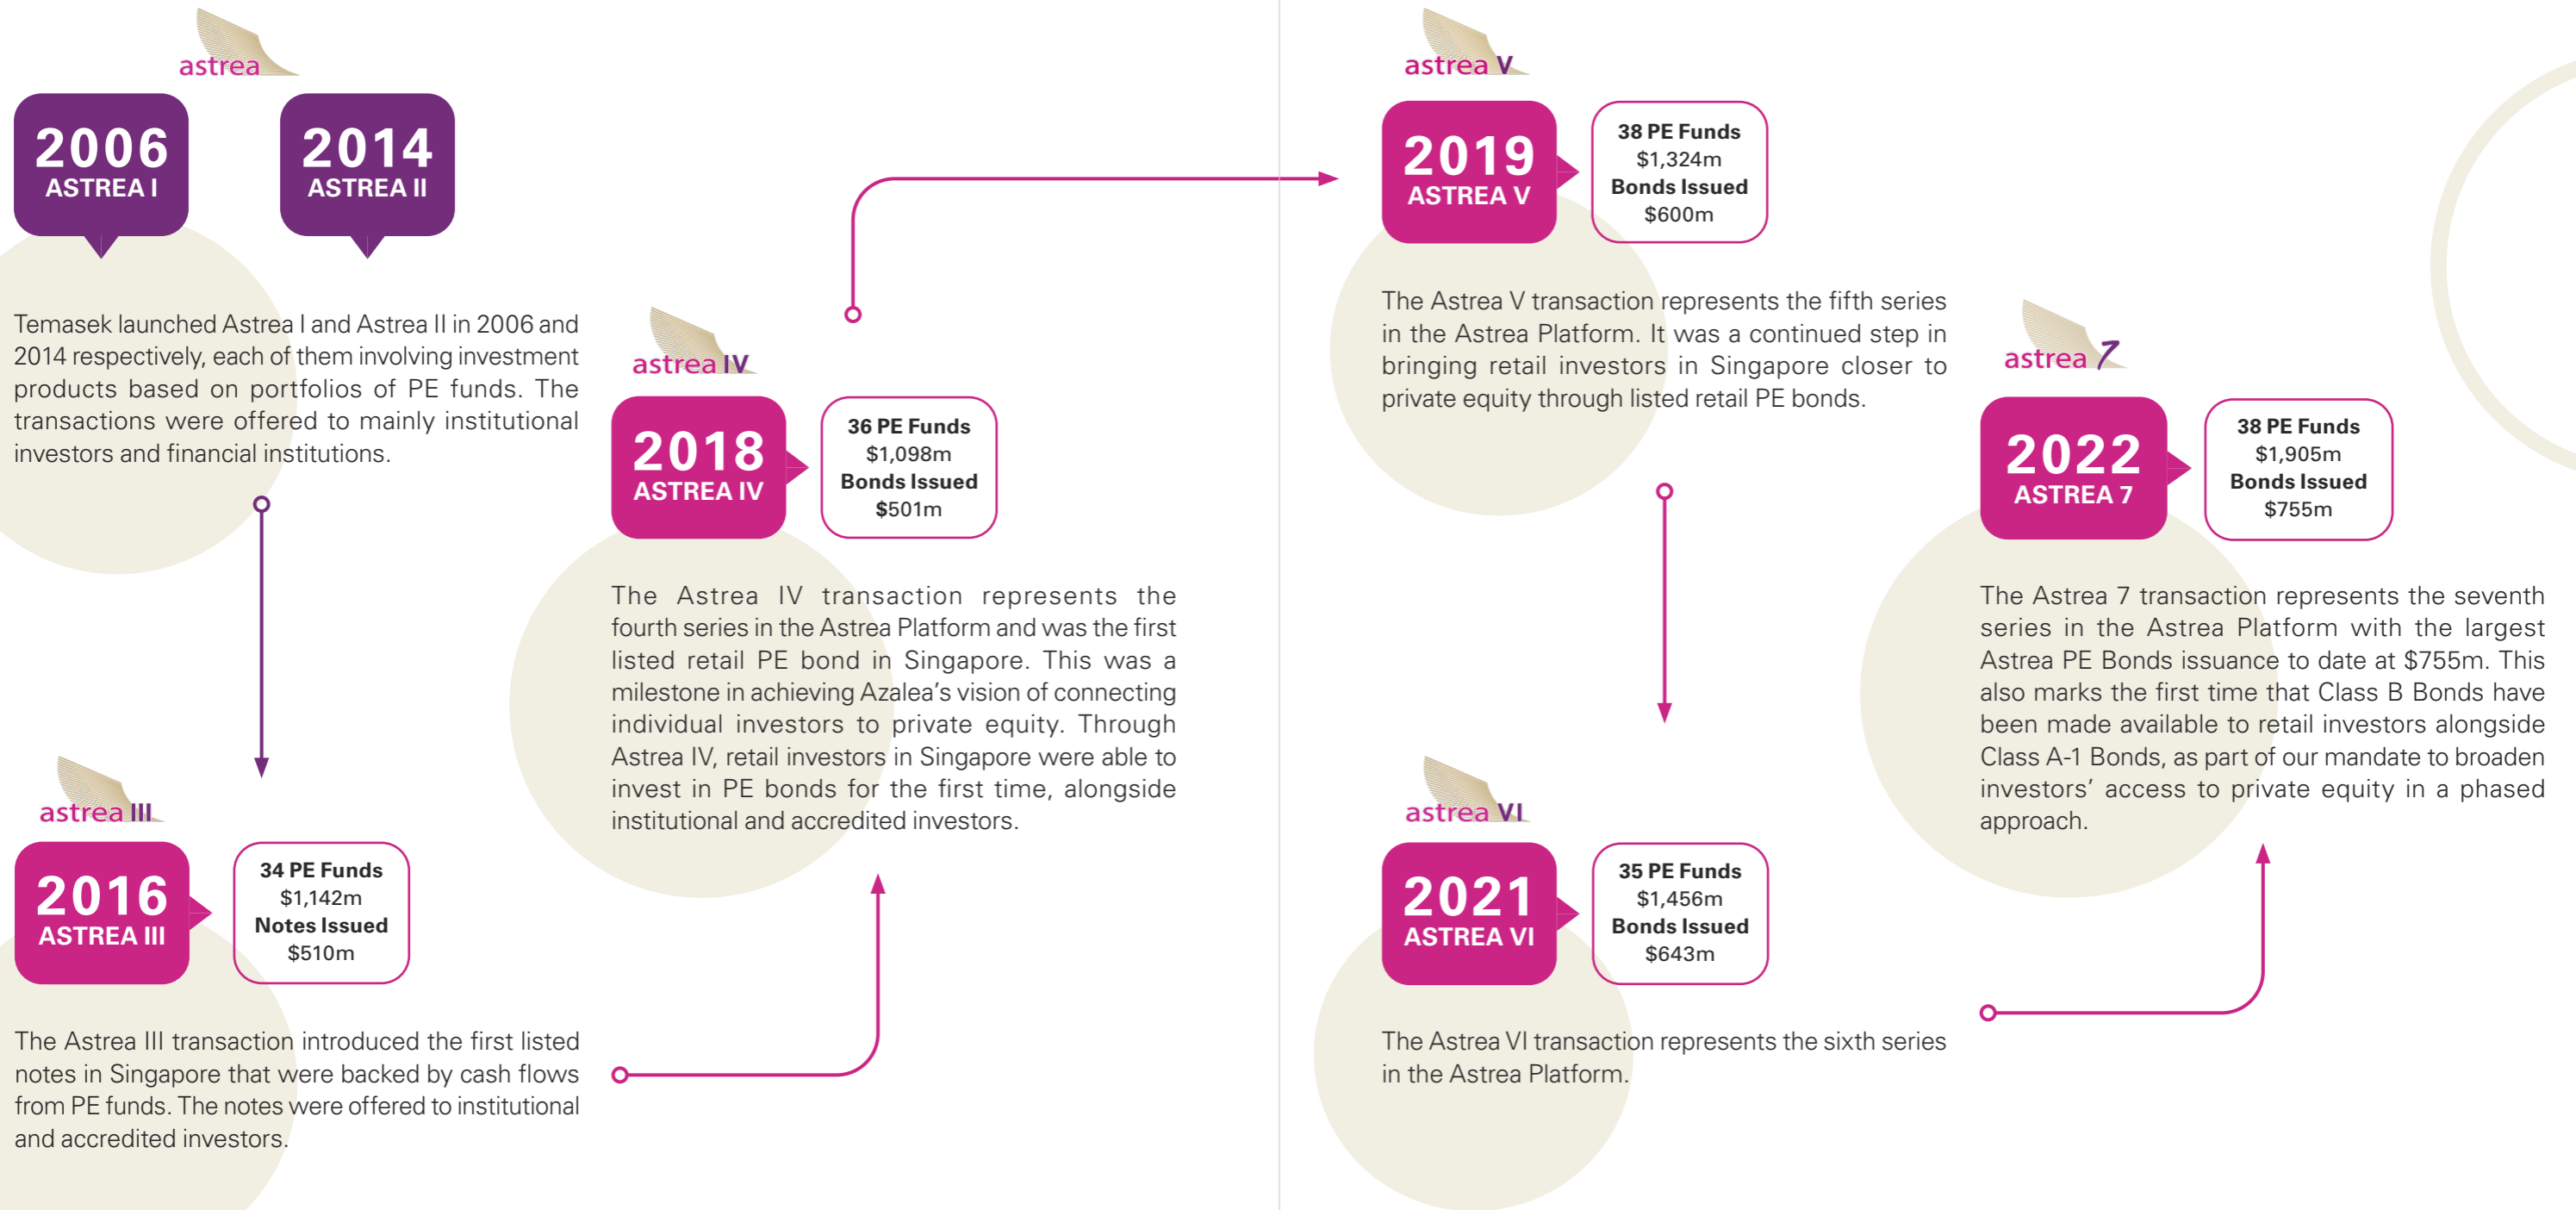 astrea
2006
ASTREA I
2014
ASTREA II
Temasek launched Astrea I and Astrea II in 2006 and
2014 respectively, each of them involving investment
products based on portfolios of PE funds. The
transactions were offered to mainly institutional
investors and financial institutions.
astrea III
2016
ASTREA III
34 PE Funds
$1,142m
Notes Issued
$510m
The Astrea III transaction introduced the first listed
notes in Singapore that were backed by cash flows
from PE funds. The notes were offered to institutional
and accredited investors.
astrea IV
2018
ASTREA IV
36 PE Funds
$1,098m
Bonds Issued
$501m
The Astrea IV transaction represents the
fourth series in the Astrea Platform and was the first
listed retail PE bond in Singapore. This was a
milestone in achieving Azalea's vision of connecting
individual investors to private equity. Through
Astrea IV, retail investors in Singapore were able to
invest in PE bonds for the first time, alongside
institutional and accredited investors.
astrea V
2019
ASTREA V
38 PE Funds
$1,324m
Bonds Issued
$600m
The Astrea V transaction represents the fifth series
in the Astrea Platform. It was a continued step in
bringing retail investors in Singapore closer to
private equity through listed retail PE bonds.
astrea VI
2021
ASTREA VI
35 PE Funds
$1,456m
Bonds Issued
$643m
The Astrea VI transaction represents the sixth series
in the Astrea Platform.
astrea 7
2022
ASTREA 7
38 PE Funds
$1,905m
Bonds Issued
$755m
The Astrea 7 transaction represents the seventh
series in the Astrea Platform with the largest
Astrea PE Bonds issuance to date at $755m. This
also marks the first time that Class B Bonds have
been made available to retail investors alongside
Class A-1 Bonds, as part of our mandate to broaden
investors' access to private equity in a phased
approach.